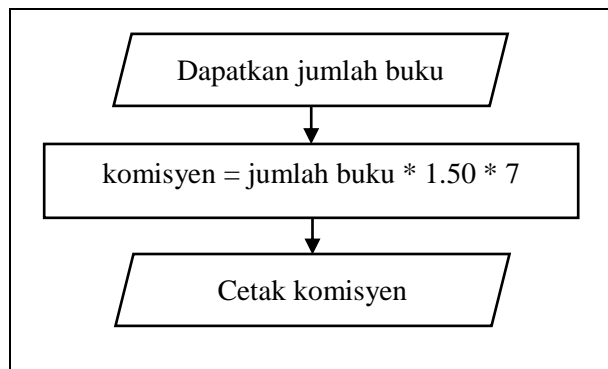 Dapatkan jumlah buku
komisyen = jumlah buku * 1.50 * 7
Cetak komisyen